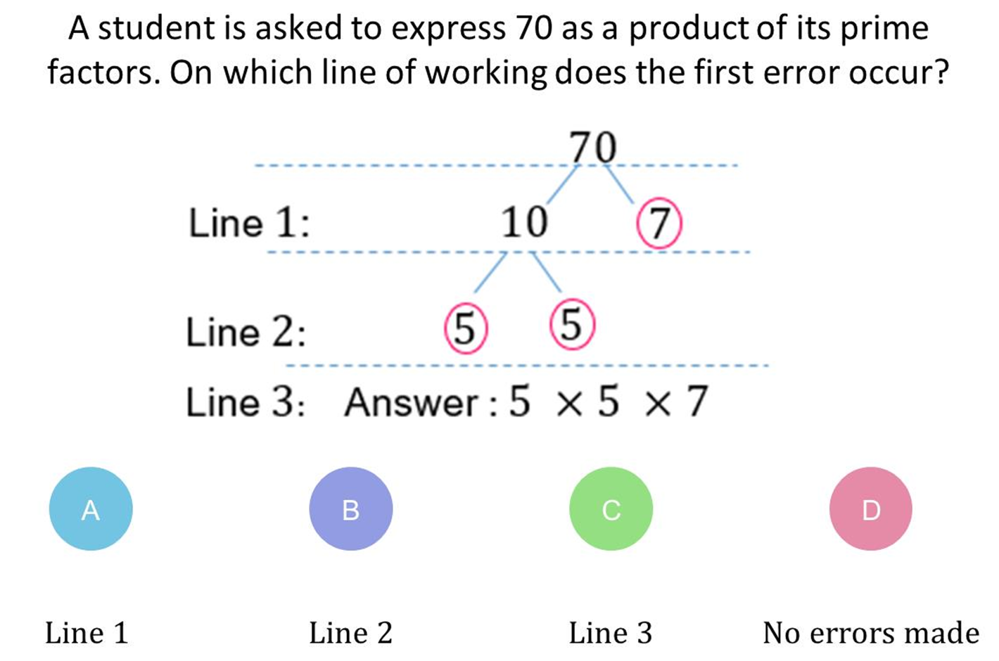 A student is asked to express 70 as a product of its prime
factors. On which line of working does the first error occur?
70
Line 1: 10 7
Line 2: 5 5
Line 3: Answer : 5 × 5 × 7
A B C D
Line 1 Line 2 Line 3 No errors made